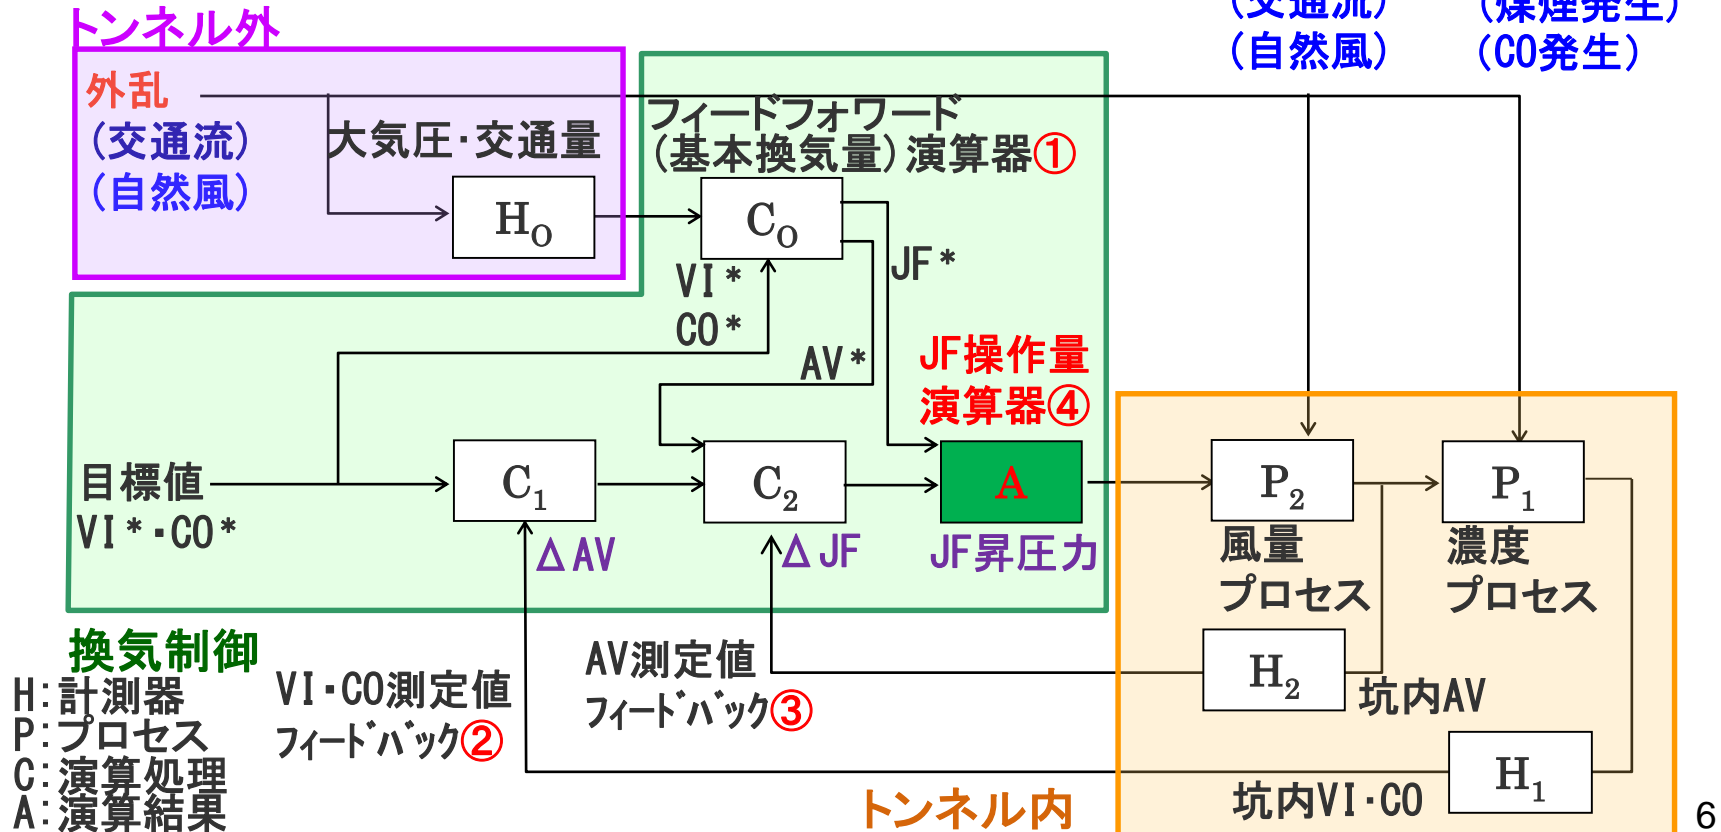 (交通流)
(煤煙発生)
(自然風)
(CO発生)
トンネル外
外乱
(交通流)
(自然風)
大気圧・交通量
H0
フィードフォワード
(基本換気量)演算器①
C0
VI*
CO*
JF*
AV*
JF操作量
演算器④
目標値
VI*・CO*
C1
C2
A
P2
P1
ΔAV
ΔJF
JF昇圧力
風量
プロセス
濃度
プロセス
換気制御
H:計測器
P:プロセス
C:演算処理
A:演算結果
VI・CO測定値
フィードバック②
AV測定値
フィードバック③
H2
坑内AV
H1
坑内VI・CO
トンネル内
6